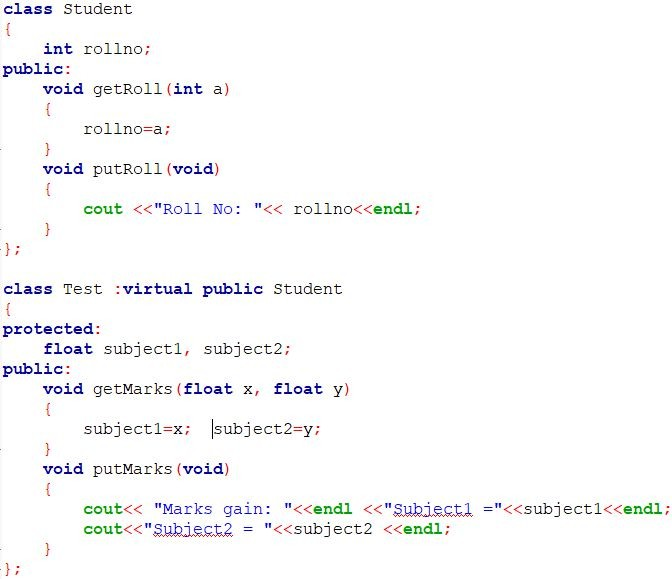 class Student
{
int rollno;
public:
void getRoll(int a)
{
rollno=a;
}
void putRoll(void)
{
cout <<"Roll No: "<< rollno<<endl;
}
};
class Test :virtual public Student
{
protected:
float subject1, subject2;
public:
void getMarks(float x, float y)
{
subject1=x;  subject2=y;
}
void putMarks(void)
{
cout<< "Marks gain: "<<endl <<"Subject1 ="<<subject1<<endl;
cout<<"Subject2 = "<<subject2 <<endl;
}
};